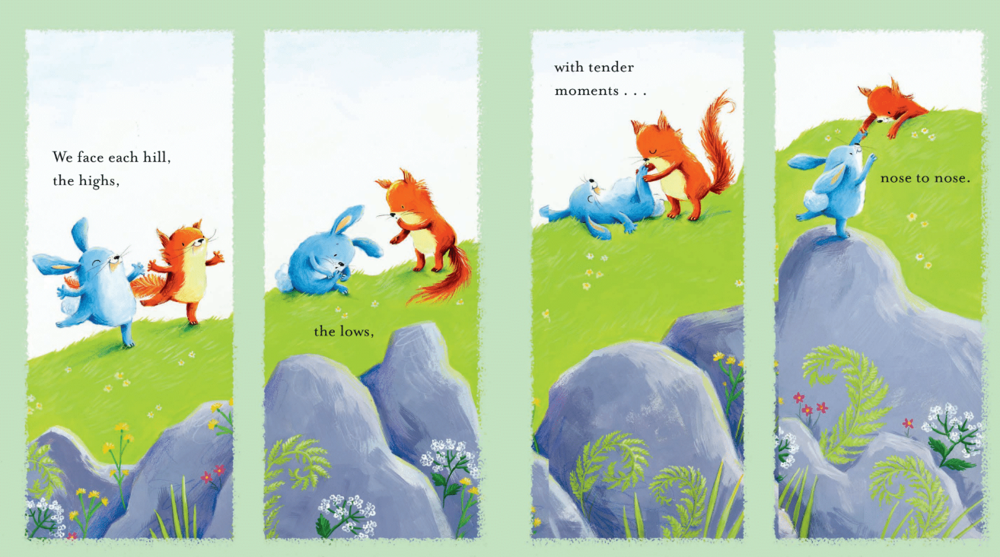 We face each hill,
the highs,
the lows,
with tender
moments . . .
nose to nose.